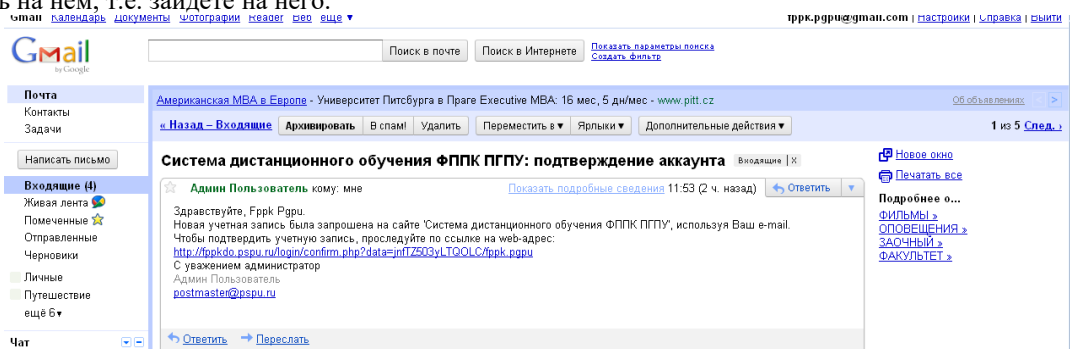 ь на нем, т.е. зайдете на него.
Gmail Календарь Документы Фотографии Reader Веб ещё ▼
fppk.pgpu@gmail.com | Настройки | Справка | Выйти
Gmail
by Google
Поиск в почте
Поиск в Интернете
Показать параметры поиска
Создать фильтр
Почта
Контакты
Задачи
Написать письмо
Входящие (4)
Живая лента
Помеченные
Отправленные
Черновики
Личные
Путешествие
ещё 6▼
Чат
Американская MBA в Европе - Университет Питсбурга в Праге Executive MBA: 16 мес, 5 дн/мес - www.pitt.cz
Об объявлениях < >
« Назад – Входящие Архивировать В спам! Удалить Переместить в ▼ Ярлыки ▼ Дополнительные действия ▼
1 из 5 След. ›
Система дистанционного обучения ФППК ПГПУ: подтверждение аккаунта Входящие | X
Админ Пользователь кому: мне
Показать подробные сведения 11:53 (2 ч. назад)
Ответить ▼
Здравствуйте, Fppk Pgpu.
Новая учетная запись была запрошена на сайте 'Система дистанционного обучения ФППК ПГПУ', используя Ваш e-mail.
Чтобы подтвердить учетную запись, проследуйте по ссылке на web-адрес:
http://fppkdo.pspu.ru/login/confirm.php?data=jnfTZ503yLTQOLC/fppk.pgpu
С уважением администратор
Админ Пользователь
postmaster@pspu.ru
Ответить Переслать
Новое окно
Печатать все
Подробнее о...
ФИЛЬМЫ »
ОПОВЕЩЕНИЯ »
ЗАОЧНЫЙ »
ФАКУЛЬТЕТ »